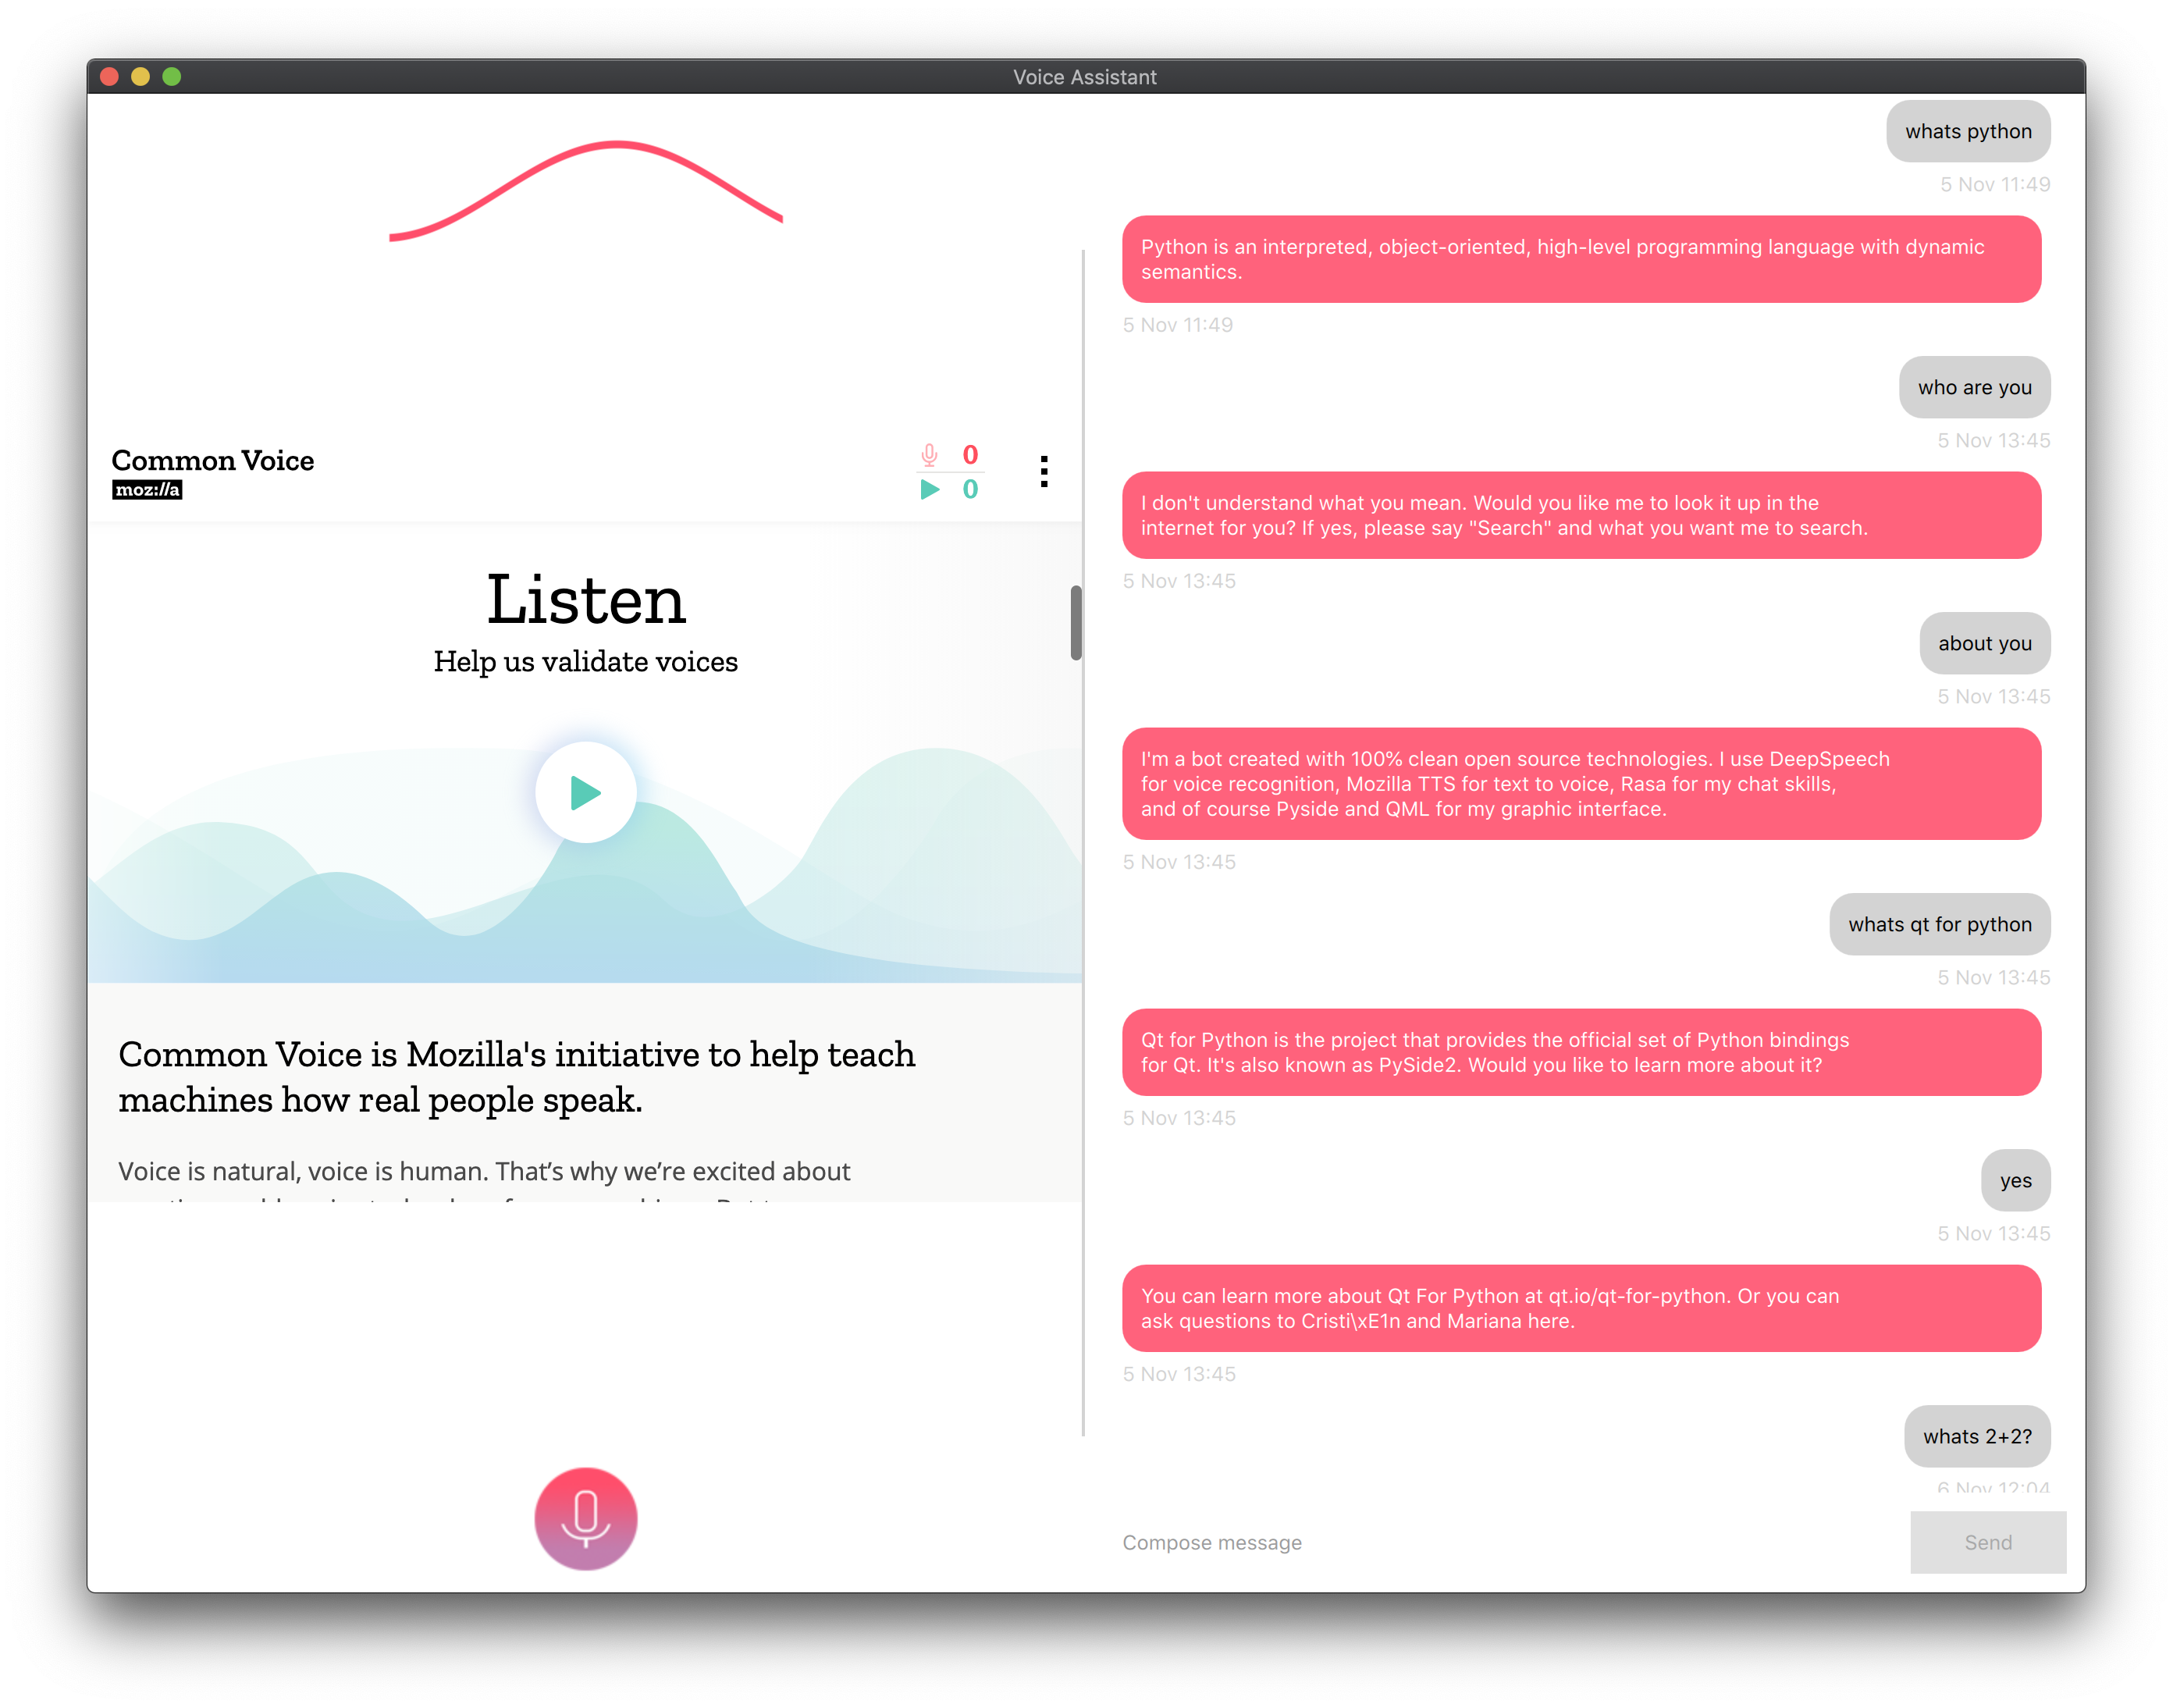 Voice Assistant
Common Voice
moz://a
0
0
Listen
Help us validate voices
Common Voice is Mozilla's initiative to help teach
machines how real people speak.
Voice is natural, voice is human. That’s why we’re excited about
whats python
5 Nov 11:49
Python is an interpreted, object-oriented, high-level programming language with dynamic
semantics.
5 Nov 11:49
who are you
5 Nov 13:45
I don't understand what you mean. Would you like me to look it up in the
internet for you? If yes, please say "Search" and what you want me to search.
5 Nov 13:45
about you
5 Nov 13:45
I'm a bot created with 100% clean open source technologies. I use DeepSpeech
for voice recognition, Mozilla TTS for text to voice, Rasa for my chat skills,
and of course Pyside and QML for my graphic interface.
5 Nov 13:45
whats qt for python
5 Nov 13:45
Qt for Python is the project that provides the official set of Python bindings
for Qt. It's also known as PySide2. Would you like to learn more about it?
5 Nov 13:45
yes
5 Nov 13:45
You can learn more about Qt For Python at qt.io/qt-for-python. Or you can
ask questions to Cristi\xE1n and Mariana here.
5 Nov 13:45
whats 2+2?
6 Nov 12:04
Compose message
Send